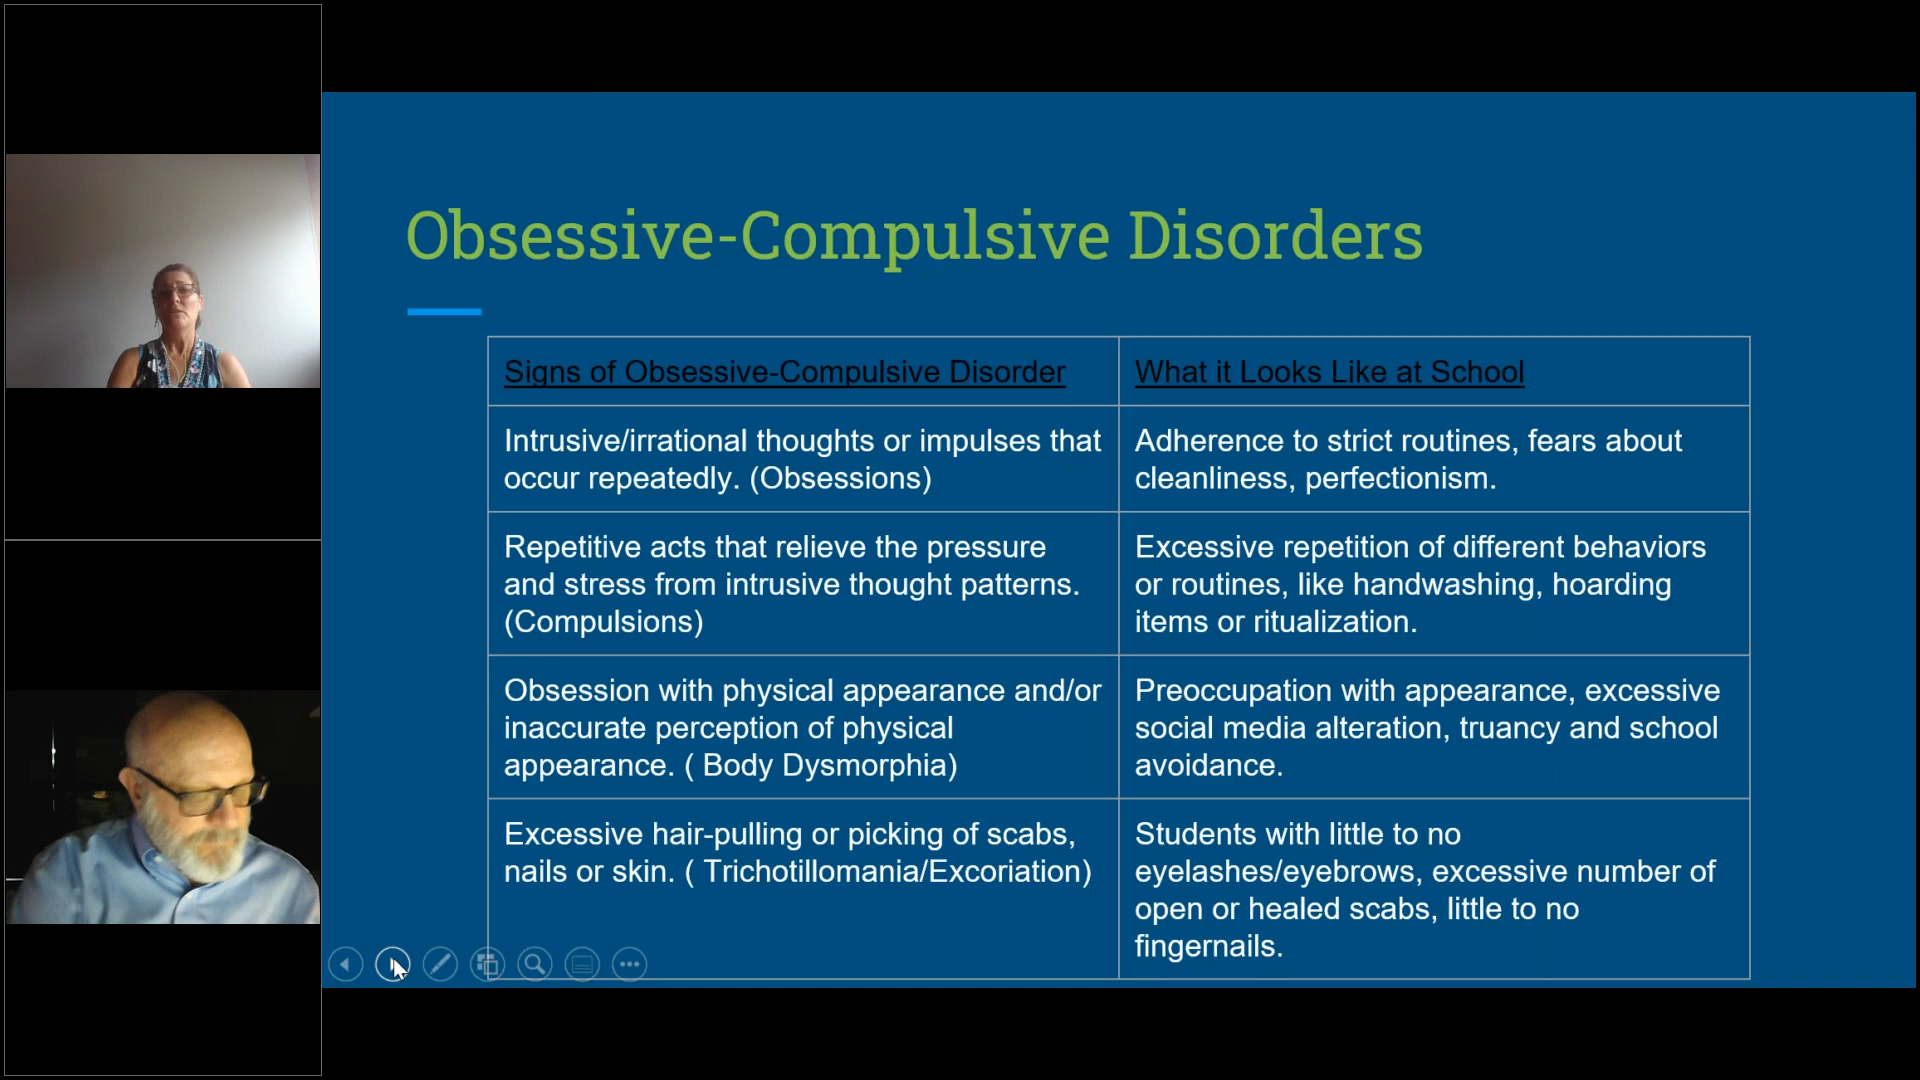 Obsessive-Compulsive Disorders
Signs of Obsessive-Compulsive Disorder
What it Looks Like at School
Intrusive/irrational thoughts or impulses that
occur repeatedly. (Obsessions)
Adherence to strict routines, fears about
cleanliness, perfectionism.
Repetitive acts that relieve the pressure
and stress from intrusive thought patterns.
(Compulsions)
Excessive repetition of different behaviors
or routines, like handwashing, hoarding
items or ritualization.
Obsession with physical appearance and/or
inaccurate perception of physical
appearance. ( Body Dysmorphia)
Preoccupation with appearance, excessive
social media alteration, truancy and school
avoidance.
Excessive hair-pulling or picking of scabs,
nails or skin. ( Trichotillomania/Excoriation)
Students with little to no
eyelashes/eyebrows, excessive number of
open or healed scabs, little to no
fingernails.